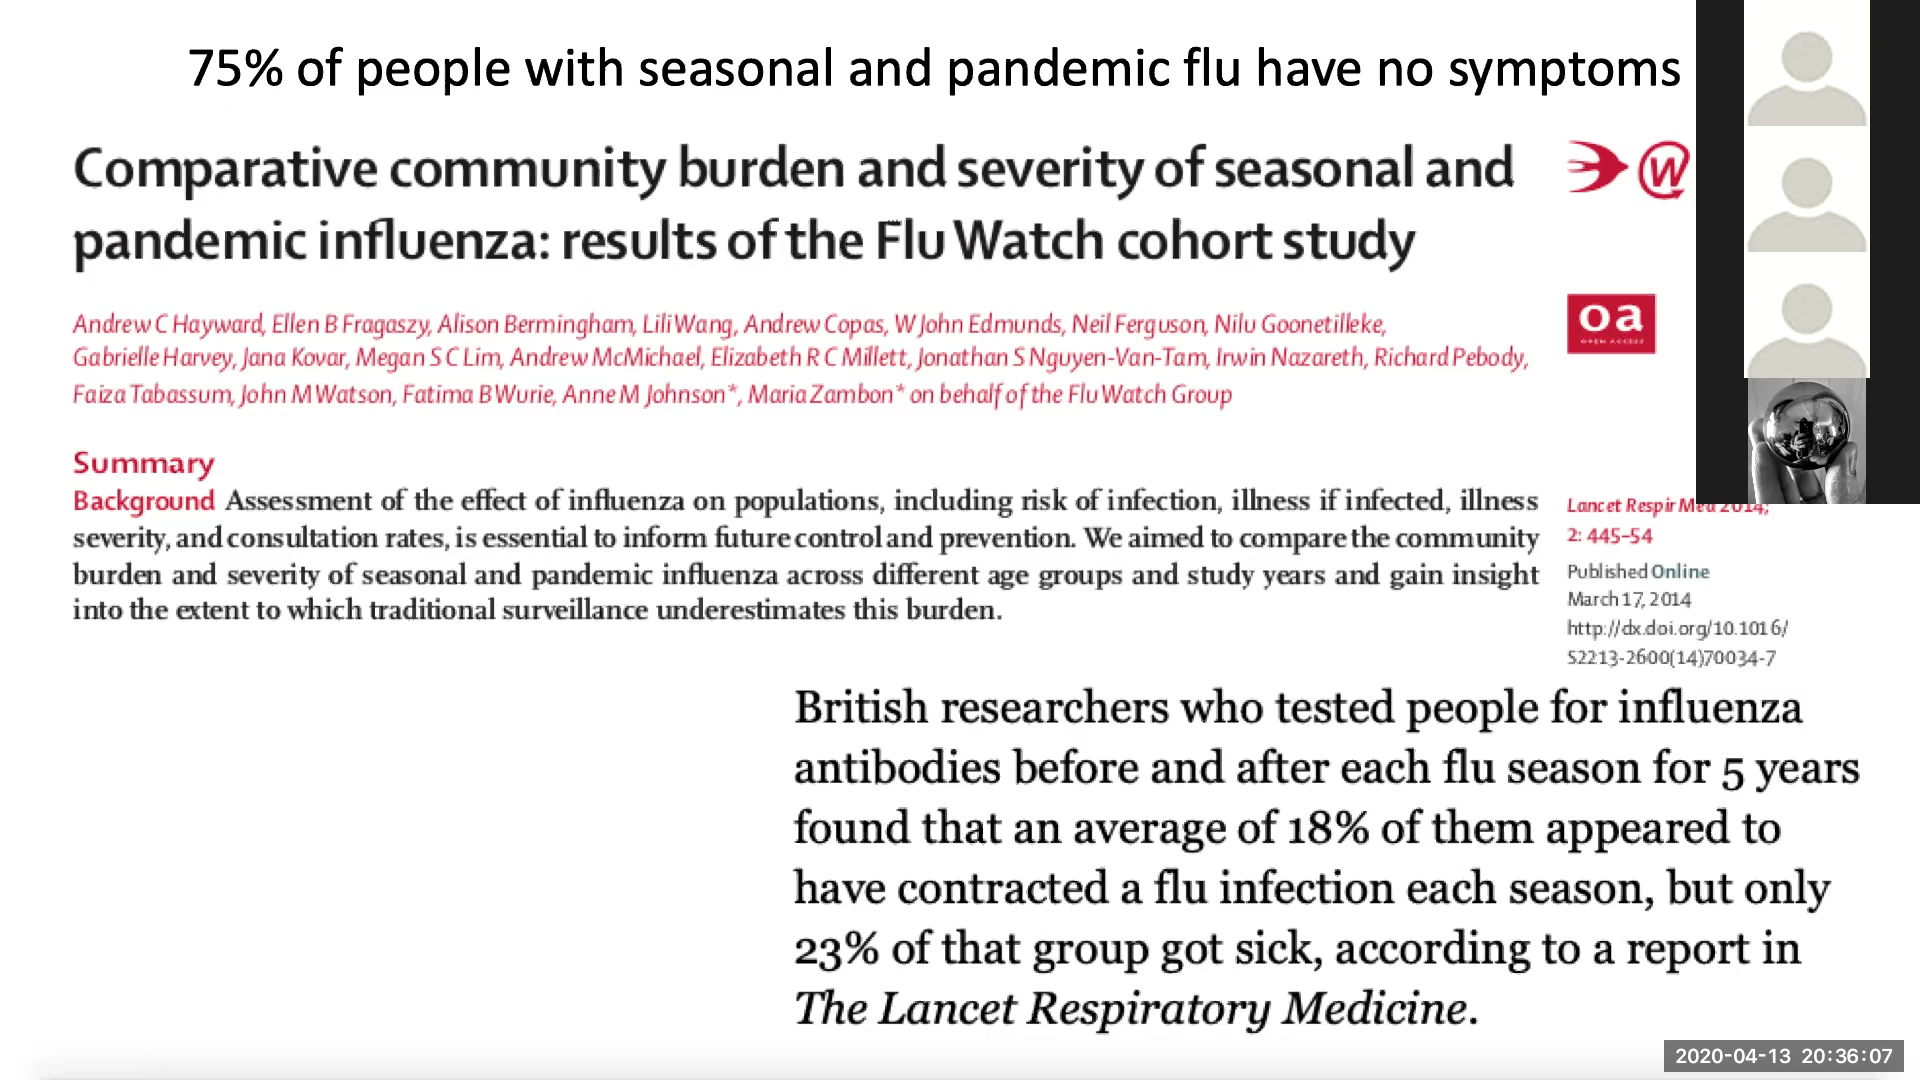 75% of people with seasonal and pandemic flu have no symptoms
Comparative community burden and severity of seasonal and
pandemic influenza: results of the Flu Watch cohort study
W
Andrew C Hayward, Ellen B Fragaszy, Alison Bermingham, Lili Wang, Andrew Copas, W John Edmunds, Neil Ferguson, Nilu Goonetilleke,
Gabrielle Harvey, Jana Kovar, Megan S C Lim, Andrew McMichael, Elizabeth R C Millett, Jonathan S Nguyen-Van-Tam, Irwin Nazareth, Richard Pebody,
Faiza Tabassum, John M Watson, Fatima B Wurie, Anne M Johnson*, Maria Zambon* on behalf of the Flu Watch Group
oa
OPEN ACCESS
Summary
Background Assessment of the effect of influenza on populations, including risk of infection, illness if infected, illness
severity, and consultation rates, is essential to inform future control and prevention. We aimed to compare the community
burden and severity of seasonal and pandemic influenza across different age groups and study years and gain insight
into the extent to which traditional surveillance underestimates this burden.
Lancet Respir Med 2014;
2: 445–54
Published Online
March 17, 2014
http://dx.doi.org/10.1016/
S2213-2600(14)70034-7
British researchers who tested people for influenza
antibodies before and after each flu season for 5 years
found that an average of 18% of them appeared to
have contracted a flu infection each season, but only
23% of that group got sick, according to a report in
The Lancet Respiratory Medicine.
2020-04-13 20:36:07